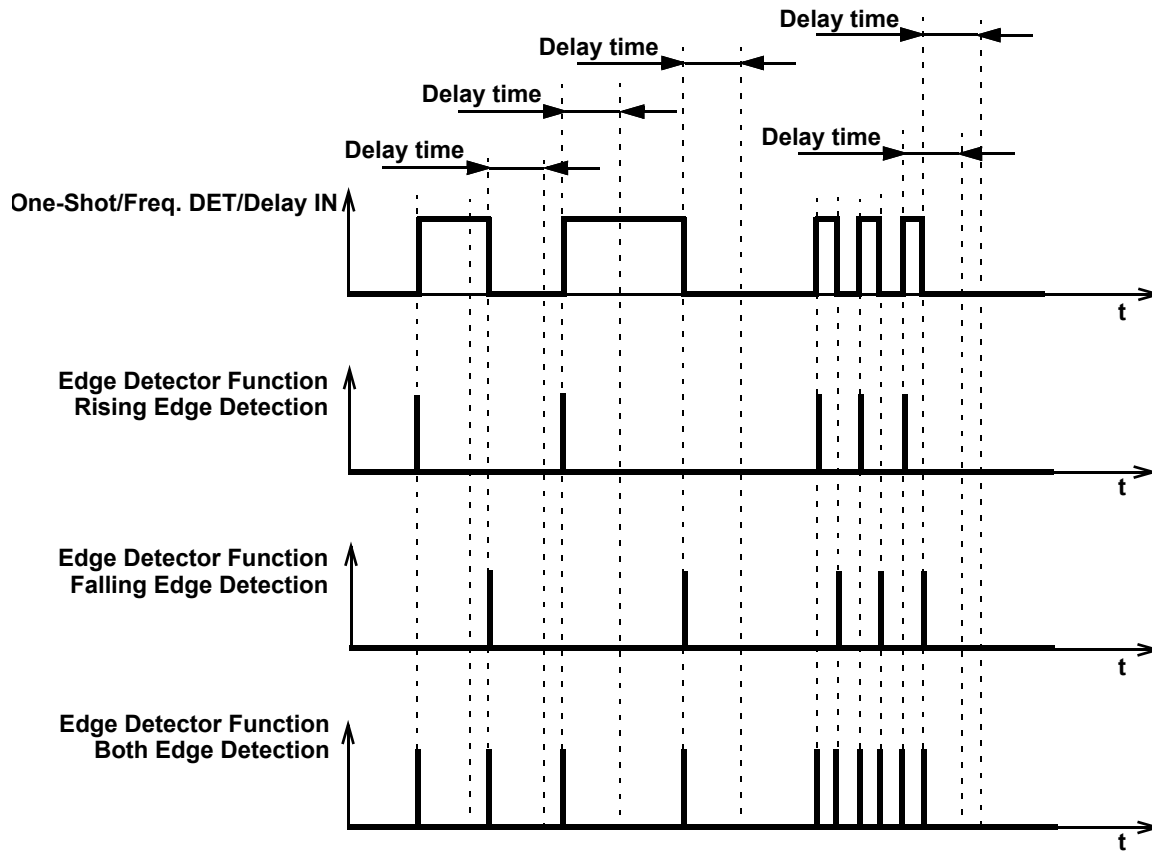 Delay time
Delay time
Delay time
Delay time
Delay time
One-Shot/Freq. DET/Delay IN
t
Edge Detector Function
Rising Edge Detection
t
Edge Detector Function
Falling Edge Detection
t
Edge Detector Function
Both Edge Detection
t